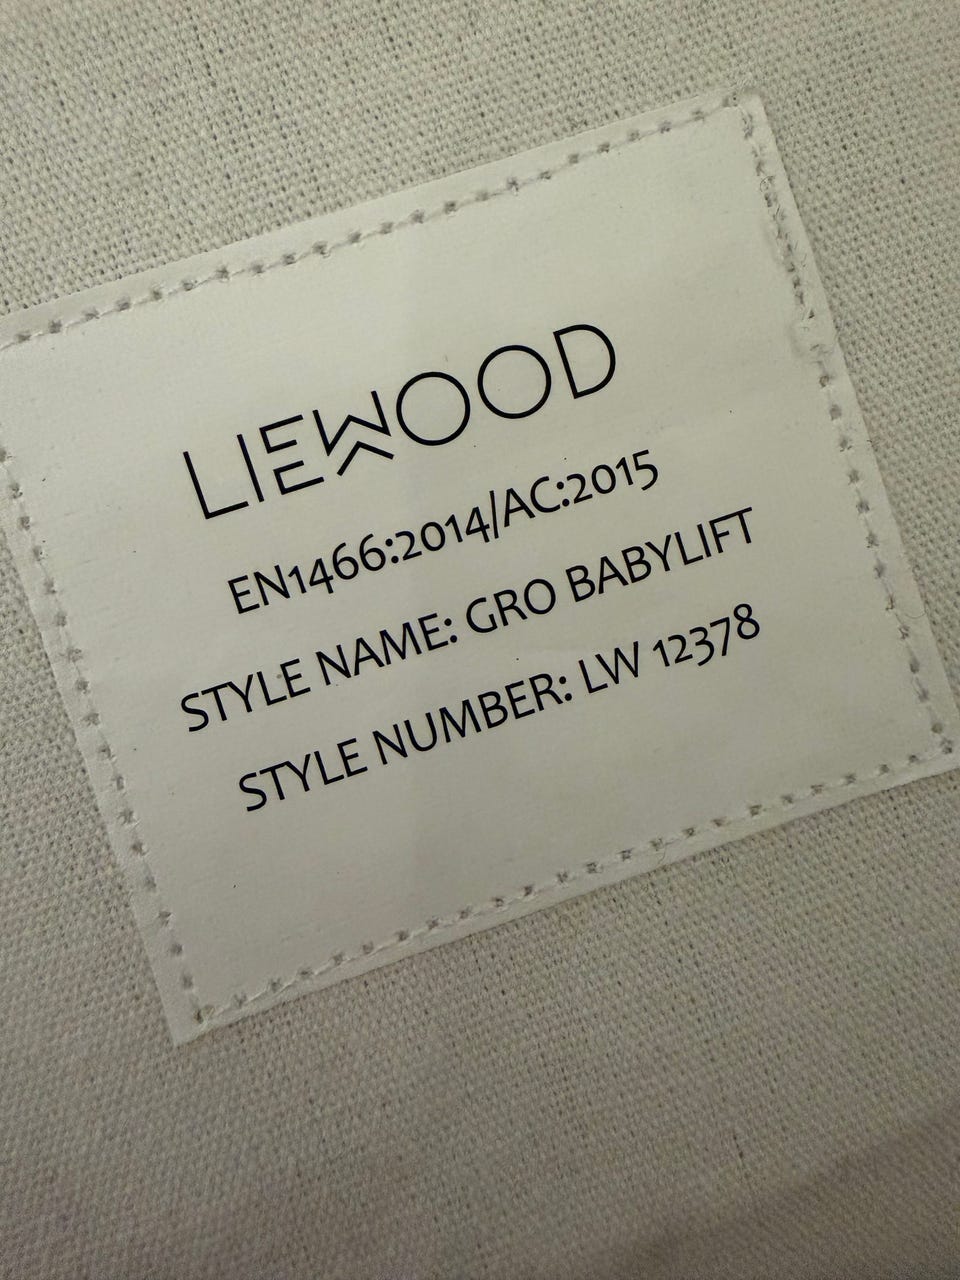 LIEWOOD
EN1466:2014/AC:2015
STYLE NAME: GRO BABYLIFT
STYLE NUMBER: LW 12378